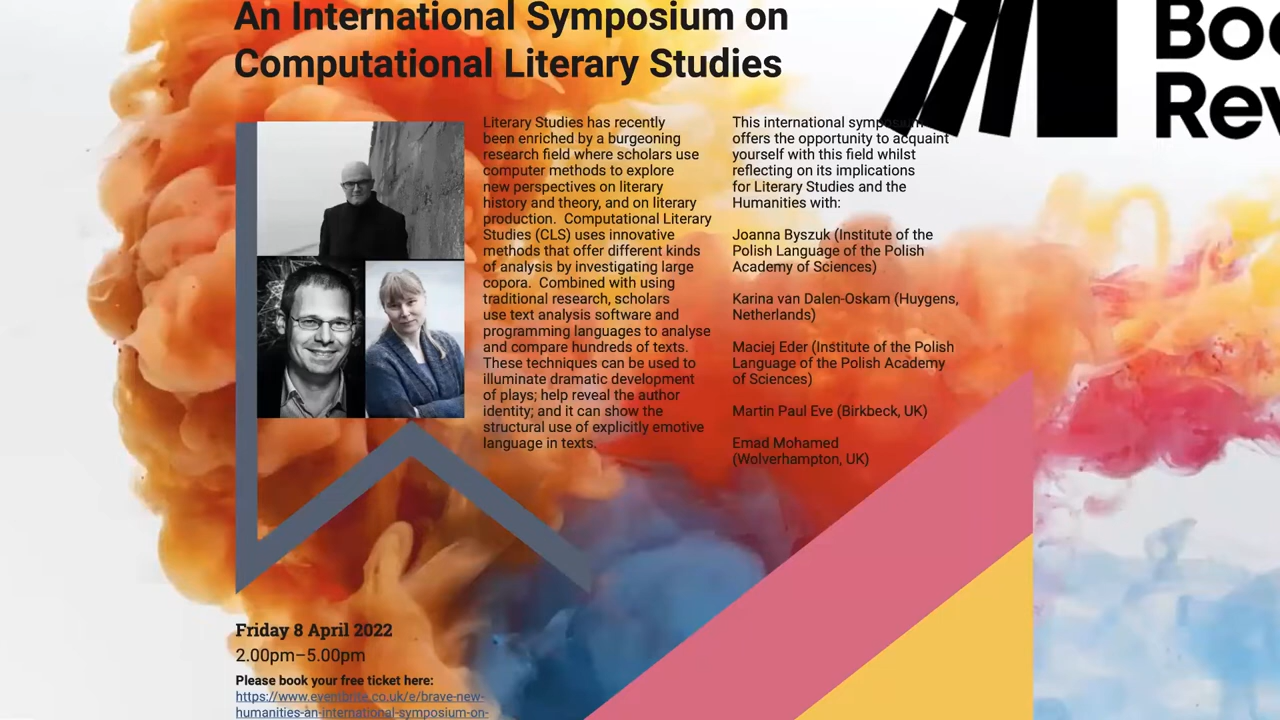 An International Symposium on
Computational Literary Studies
Boo
Rev
Literary Studies has recently
been enriched by a burgeoning
research field where scholars use
computer methods to explore
new perspectives on literary
history and theory, and on literary
production. Computational Literary
Studies (CLS) uses innovative
methods that offer different kinds
of analysis by investigating large
copora. Combined with using
traditional research, scholars
use text analysis software and
programming languages to analyse
and compare hundreds of texts.
These techniques can be used to
illuminate dramatic development
of plays; help reveal the author
identity; and it can show the
structural use of explicitly emotive
language in texts.
This international symposium
offers the opportunity to acquaint
yourself with this field whilst
reflecting on its implications
for Literary Studies and the
Humanities with:
Joanna Byszuk (Institute of the
Polish Language of the Polish
Academy of Sciences)
Karina van Dalen-Oskam (Huygens,
Netherlands)
Maciej Eder (Institute of the Polish
Language of the Polish Academy
of Sciences)
Martin Paul Eve (Birkbeck, UK)
Emad Mohamed
(Wolverhampton, UK)
Friday 8 April 2022
2.00pm–5.00pm
Please book your free ticket here:
https://www.eventbrite.co.uk/e/brave-new-
humanities-an-international-symposium-on-